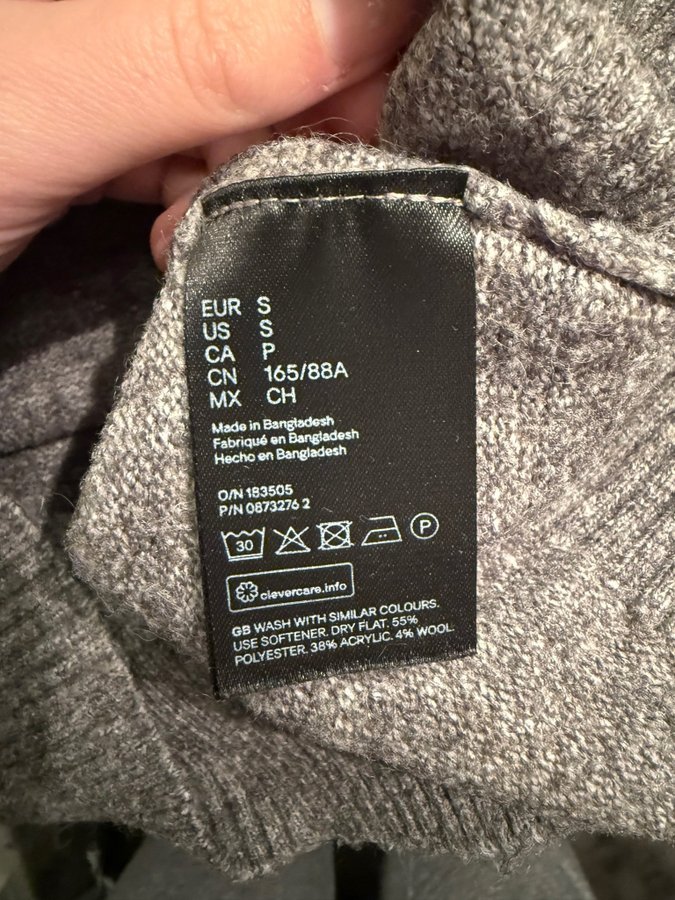 EUR S
US S
CA P
CN 165/88A
MX CH
Made in Bangladesh
Fabriqué en Bangladesh
Hecho en Bangladesh
O/N 183505
P/N 0873276 2
30 P
clevercare.info
GB WASH WITH SIMILAR COLOURS.
USE SOFTENER. DRY FLAT. 55%
POLYESTER. 38% ACRYLIC. 4% WOOL